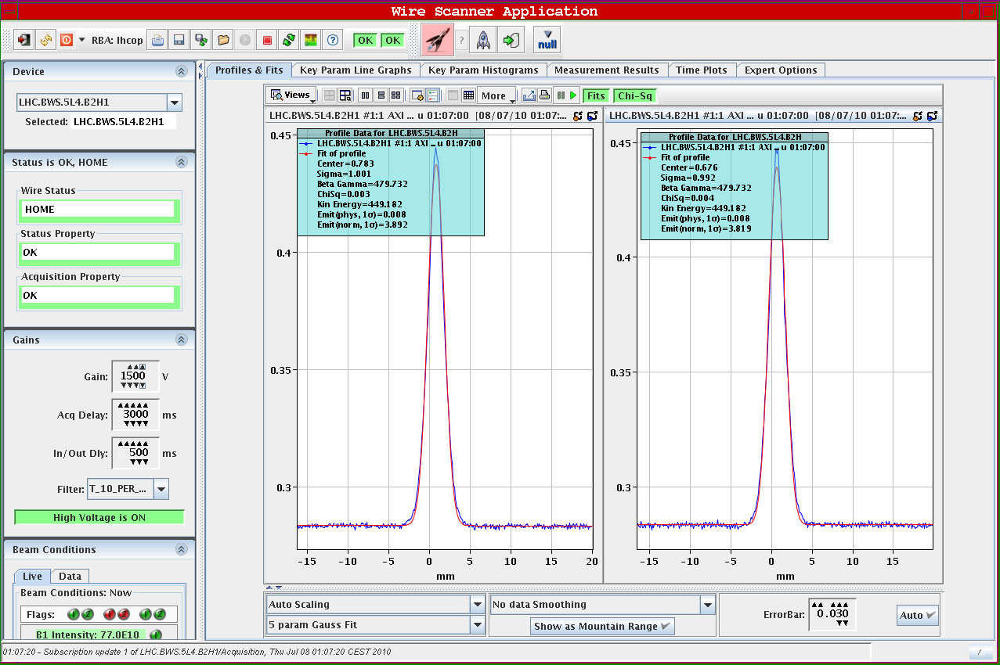 Wire Scanner Application
RBA: lhcop
OK OK
?
null
Device
LHC.BWS.5L4.B2H1
Selected: LHC.BWS.5L4.B2H1
Status is OK, HOME
Wire Status
HOME
Status Property
OK
Acquisition Property
OK
Gains
Gain: 1500 V
Acq Delay: 3000 ms
In/Out Dly: 500 ms
Filter: T_10_PER_...
High Voltage is ON
Beam Conditions
Live Data
Beam Conditions: Now
Flags: 1 2 1 2 1 2
B1 Intensity: 77.0E10
Profiles & Fits Key Param Line Graphs Key Param Histograms Measurement Results Time Plots Expert Options
Views More Fits Chi-Sq
LHC.BWS.5L4.B2H1 #1:1 AXI ... u 01:07:00 [08/07/10 01:07:...
Profile Data for LHC.BWS.5L4.B2H
LHC.BWS.5L4.B2H1 #1:1 AXI ... u 01:07:00
Fit of profile
Center=0.783
Sigma=1.001
Beta Gamma=479.732
ChiSq=0.003
Kin Energy=449.182
Emit(phys, 1σ)=0.008
Emit(norm, 1σ)=3.892
0.45
0.4
0.35
0.3
-15 -10 -5 0 5 10 15 20
mm
LHC.BWS.5L4.B2H1 #1:1 AXI ... u 01:07:00 [08/07/10 01:07:...
Profile Data for LHC.BWS.5L4.B2H
LHC.BWS.5L4.B2H1 #1:1 AXI ... u 01:07:00
Fit of profile
Center=0.676
Sigma=0.992
Beta Gamma=479.732
ChiSq=0.004
Kin Energy=449.182
Emit(phys, 1σ)=0.008
Emit(norm, 1σ)=3.819
0.45
0.4
0.35
0.3
-15 -10 -5 0 5 10 15
mm
Auto Scaling
5 param Gauss Fit
No data Smoothing
Show as Mountain Range
ErrorBar: 0.030
Auto
01:07:20 - Subscription update 1 of LHC.BWS.5L4.B2H1/Acquisition, Thu Jul 08 01:07:20 CEST 2010